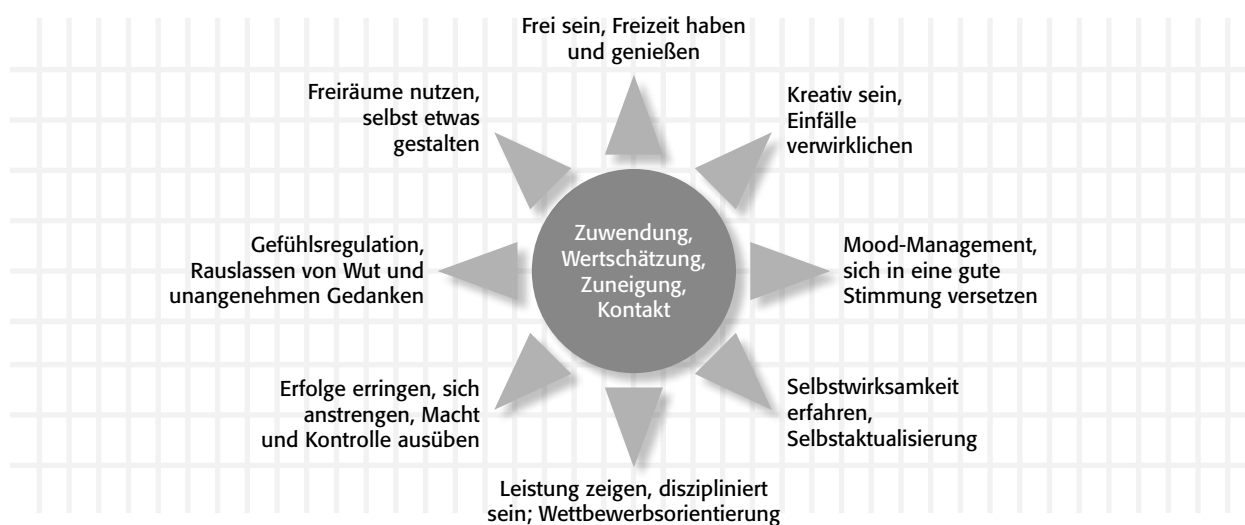 Frei sein, Freizeit haben
und genießen
Freiräume nutzen,
selbst etwas
gestalten
Kreativ sein,
Einfälle
verwirklichen
Gefühlsregulation,
Rauslassen von Wut und
unangenehmen Gedanken
Zuwendung,
Wertschätzung,
Zuneigung,
Kontakt
Mood-Management,
sich in eine gute
Stimmung versetzen
Erfolge erringen, sich
anstrengen, Macht
und Kontrolle ausüben
Selbstwirksamkeit
erfahren,
Selbstaktualisierung
Leistung zeigen, diszipliniert
sein; Wettbewerbsorientierung